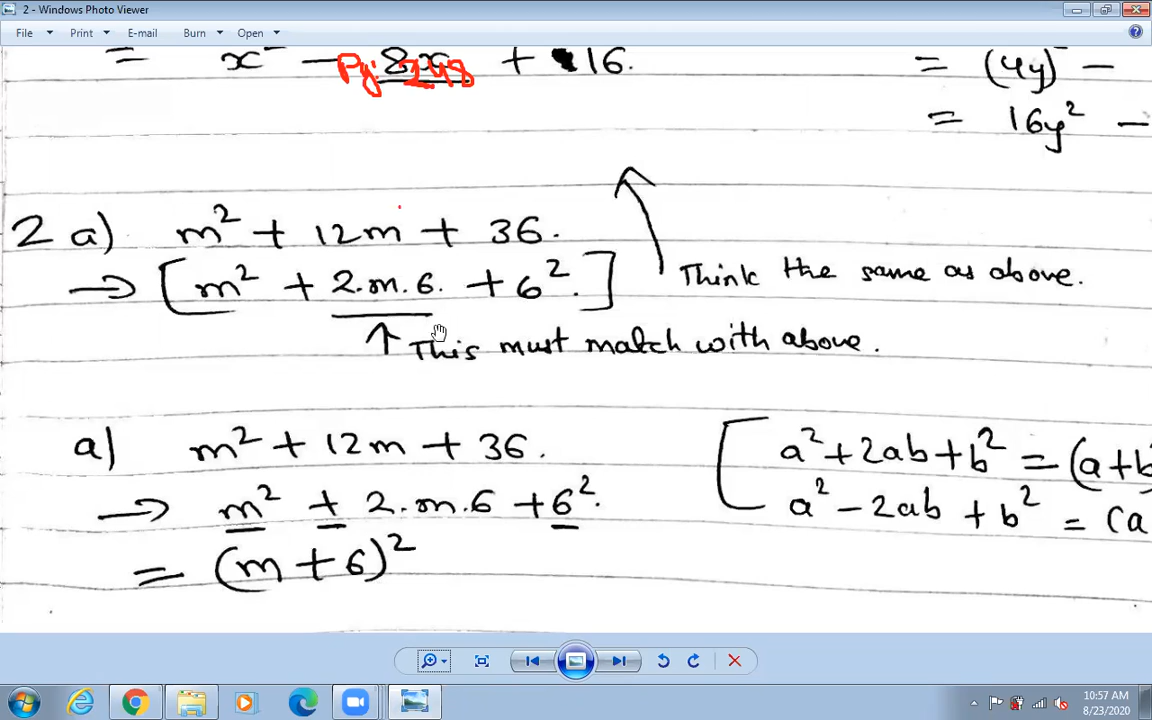 2 - Windows Photo Viewer
File Print E-mail Burn Open
= x² - 8x + 16.
= (4y)² -
= 16y² -
2 a) m² + 12m + 36.
→ [m² + 2.m.6. + 6².]
Think the same as above.
↑ This must match with above.
a) m² + 12m + 36.
→ m² + 2.m.6 + 6².
= (m + 6)²
[a² + 2ab + b² = (a+b
a² - 2ab + b² = (a
10:57 AM
8/23/2020